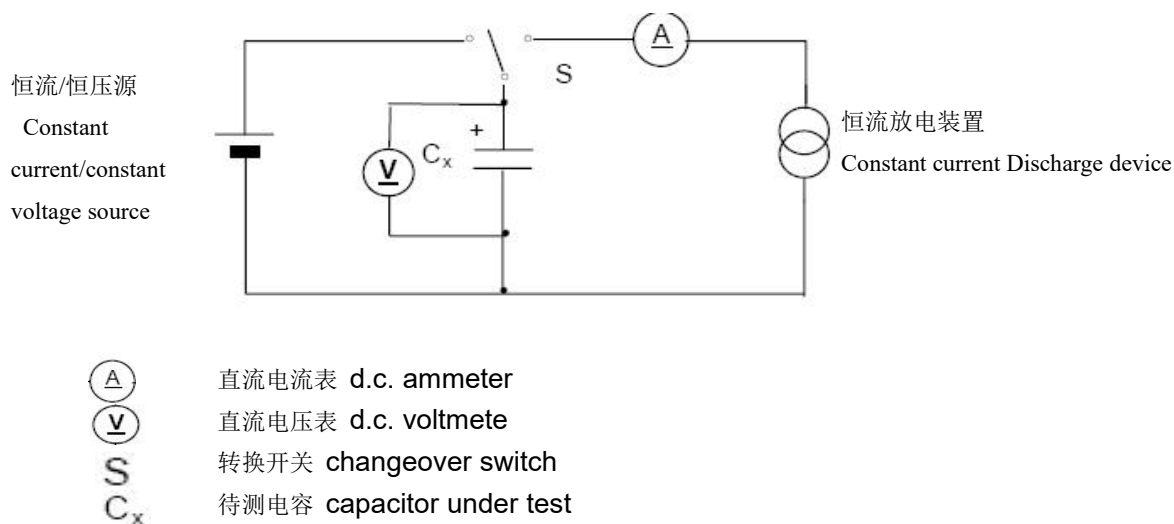 A
S
恒流/恒压源
Constant
current/constant
voltage source
+
V
Cx
恒流放电装置
Constant current Discharge device
A 直流电流表 d.c. ammeter
V 直流电压表 d.c. voltmete
S 转换开关 changeover switch
Cx 待测电容 capacitor under test